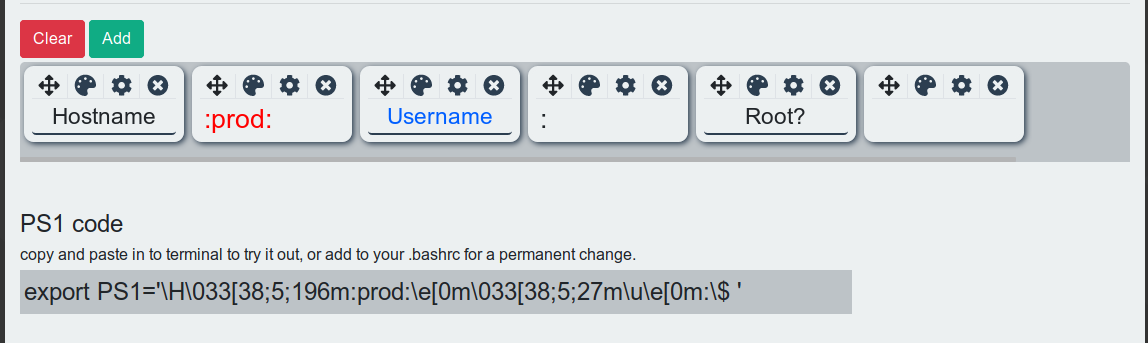 Clear Add
Hostname :prod: Username : Root?
PS1 code
copy and paste in to terminal to try it out, or add to your .bashrc for a permanent change.
export PS1='\H\033[38;5;196m:prod:\e[0m\033[38;5;27m\u\e[0m:\$ '